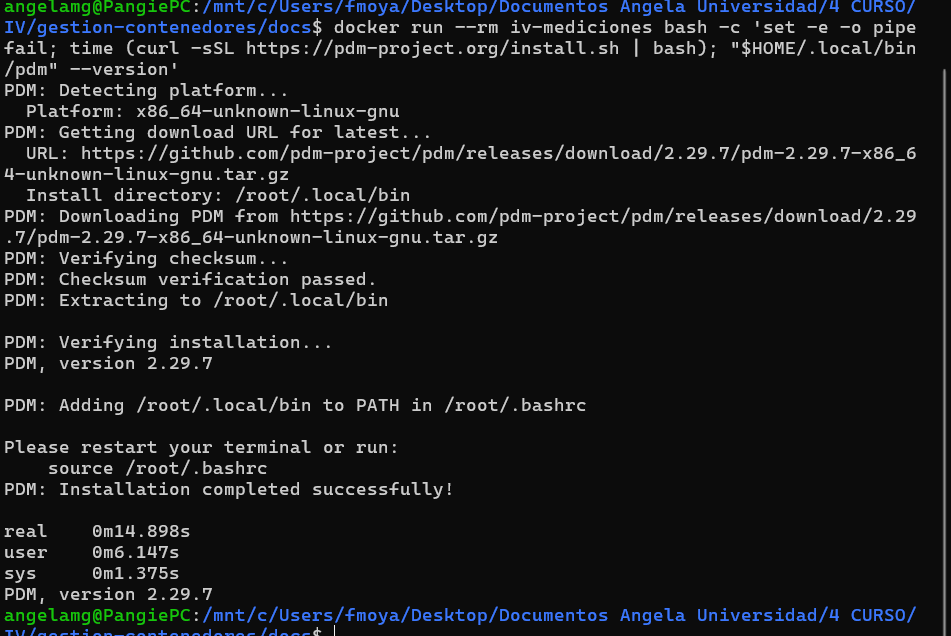 angelamg@PangiePC:/mnt/c/Users/fmoya/Desktop/Documentos Angela Universidad/4 CURSO/
IV/gestion-contenedores/docs$ docker run --rm iv-mediciones bash -c 'set -e -o pipe
fail; time (curl -sSL https://pdm-project.org/install.sh | bash); "$HOME/.local/bin
/pdm" --version'
PDM: Detecting platform...
  Platform: x86_64-unknown-linux-gnu
PDM: Getting download URL for latest...
  URL: https://github.com/pdm-project/pdm/releases/download/2.29.7/pdm-2.29.7-x86_6
4-unknown-linux-gnu.tar.gz
  Install directory: /root/.local/bin
PDM: Downloading PDM from https://github.com/pdm-project/pdm/releases/download/2.29
.7/pdm-2.29.7-x86_64-unknown-linux-gnu.tar.gz
PDM: Verifying checksum...
PDM: Checksum verification passed.
PDM: Extracting to /root/.local/bin

PDM: Verifying installation...
PDM, version 2.29.7

PDM: Adding /root/.local/bin to PATH in /root/.bashrc

Please restart your terminal or run:
    source /root/.bashrc
PDM: Installation completed successfully!

real    0m14.898s
user    0m6.147s
sys     0m1.375s
PDM, version 2.29.7
angelamg@PangiePC:/mnt/c/Users/fmoya/Desktop/Documentos Angela Universidad/4 CURSO/
IV/gestion-contenedores/docs$